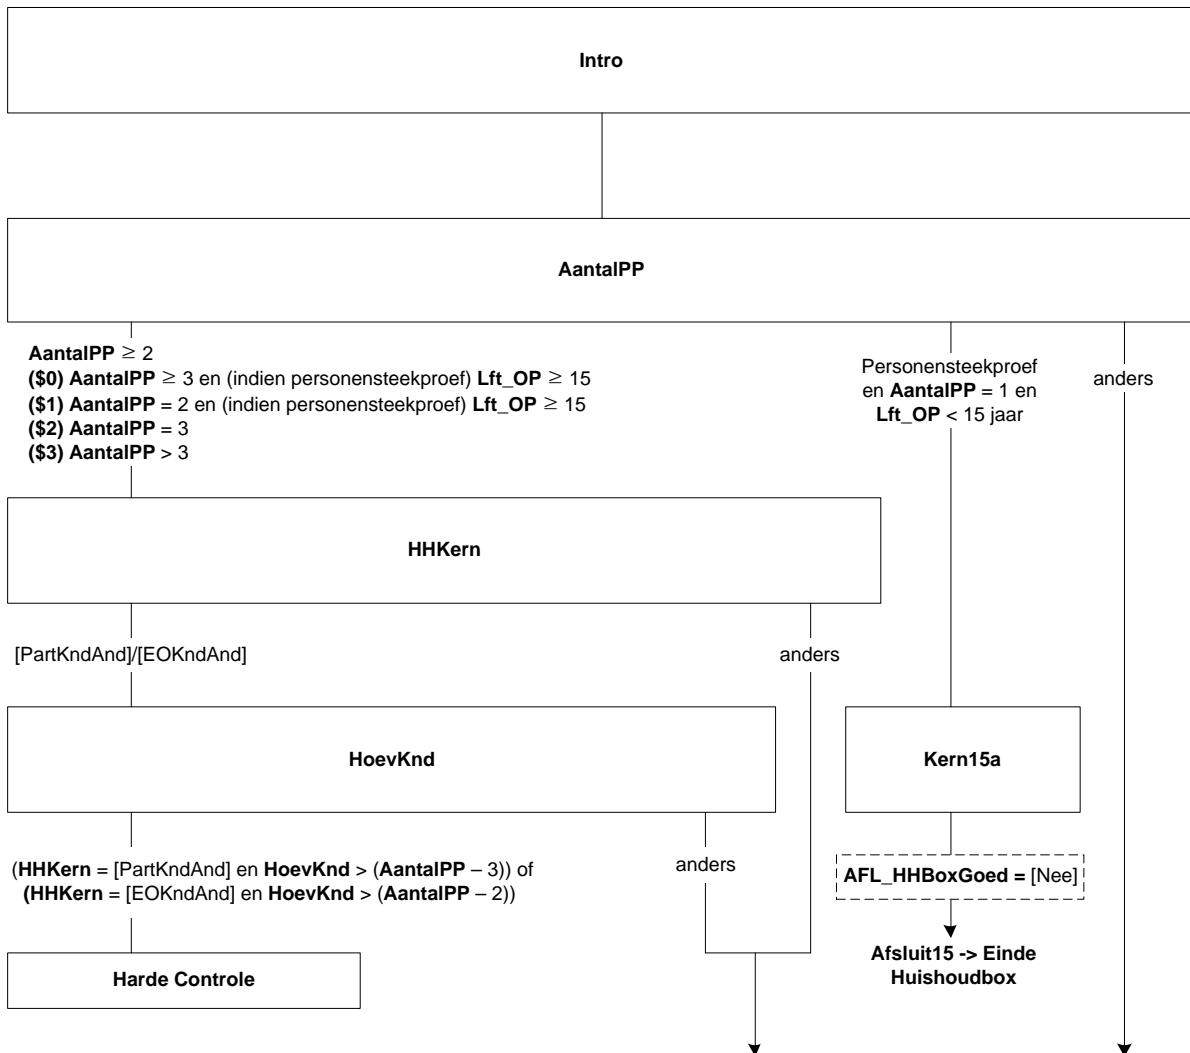 Intro
AantalPP
AantalPP ≥ 2
($0) AantalPP ≥ 3 en (indien personensteekproef) Lft_OP ≥ 15
($1) AantalPP = 2 en (indien personensteekproef) Lft_OP ≥ 15
($2) AantalPP = 3
($3) AantalPP > 3
Personensteekproef
en AantalPP = 1 en
Lft_OP < 15 jaar
anders
HHKern
[PartKndAnd]/[EOKndAnd]
anders
HoevKnd
Kern15a
(HHKern = [PartKndAnd] en HoevKnd > (AantalPP – 3)) of
(HHKern = [EOKndAnd] en HoevKnd > (AantalPP – 2))
anders
AFL_HHBoxGoed = [Nee]
Harde Controle
Afsluit15 -> Einde
Huishoudbox